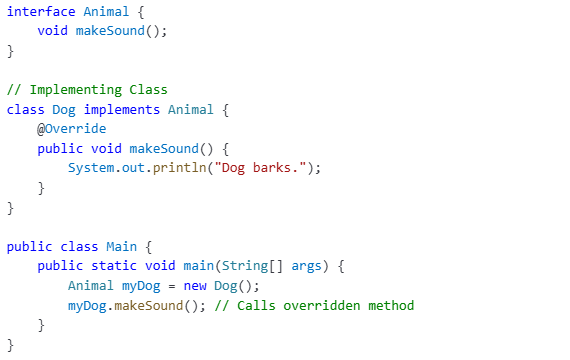 interface Animal {
    void makeSound();
}

// Implementing Class
class Dog implements Animal {
    @Override
    public void makeSound() {
        System.out.println("Dog barks.");
    }
}

public class Main {
    public static void main(String[] args) {
        Animal myDog = new Dog();
        myDog.makeSound(); // Calls overridden method
    }
}